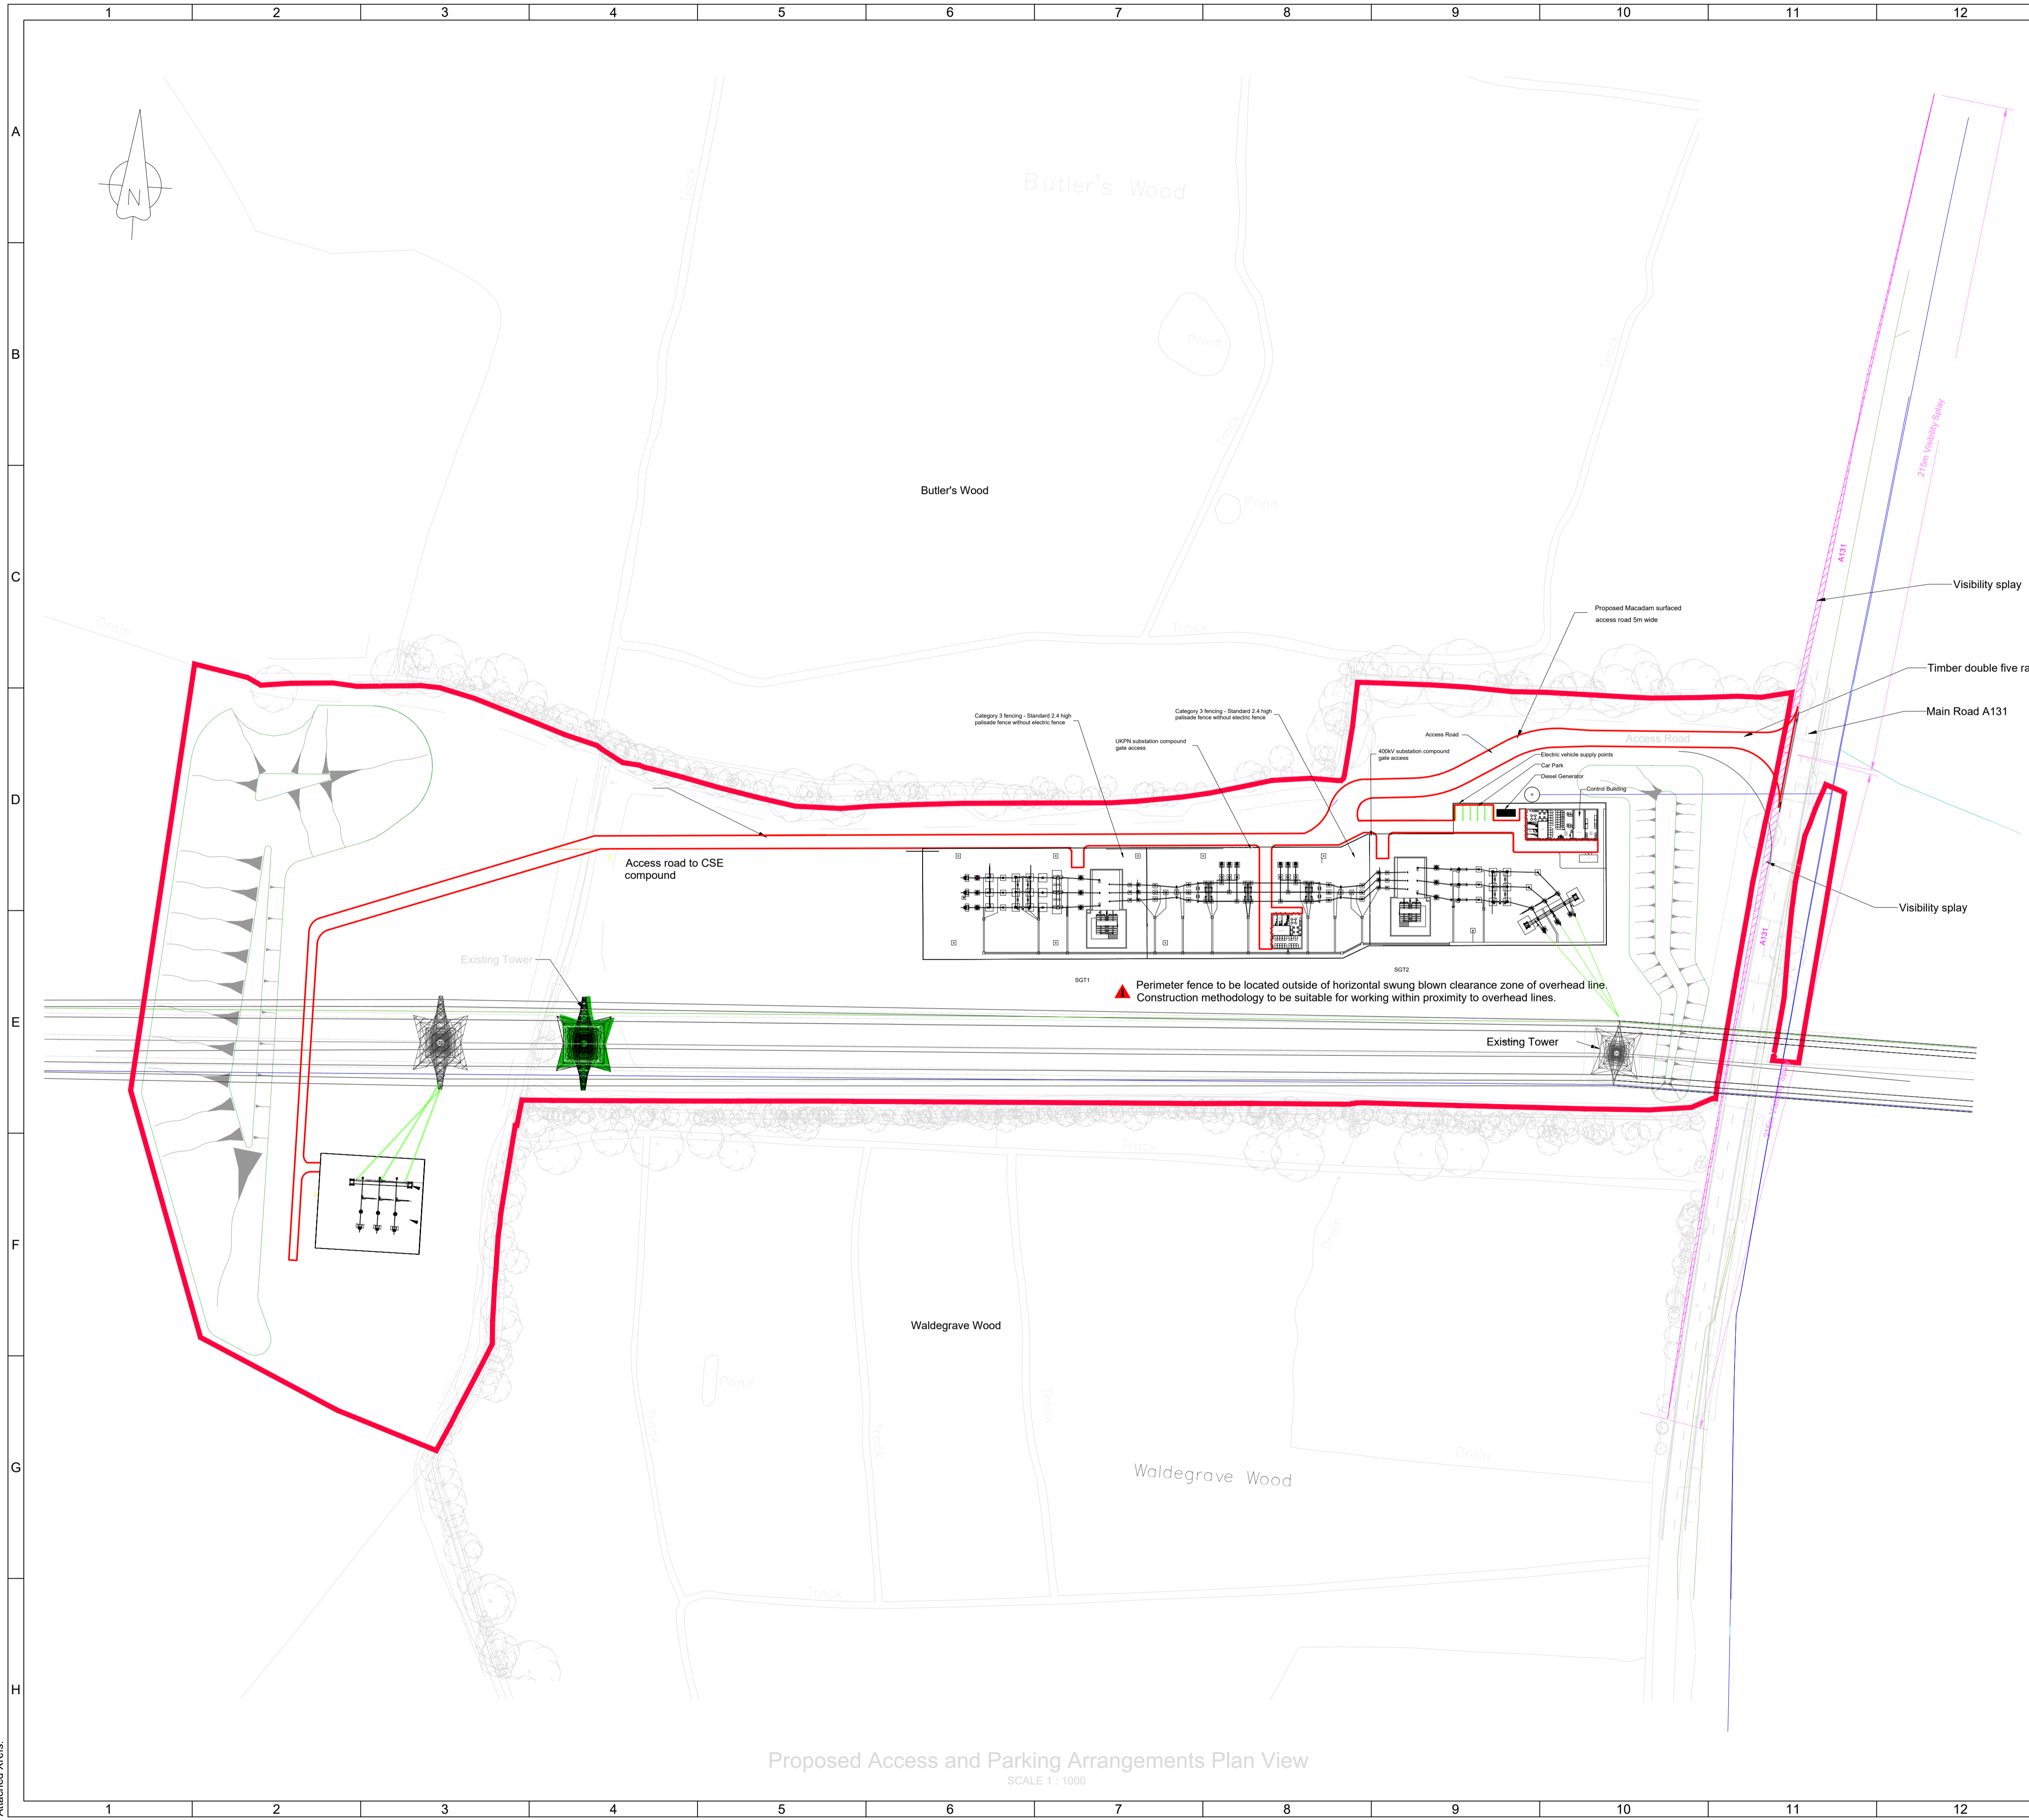 1 2 3 4 5 6 7 8 9 10 11 12
A
B
C
D
E
F
G
H
N
Butler's Wood
Track
Track
Track
Track
Pond
Pond
215m Visibility Splay
A131
Butler's Wood
Drain
Visibility splay
Proposed Macadam surfaced
access road 5m wide
Timber double five ra
Main Road A131
Category 3 fencing - Standard 2.4 high
palisade fence without electric fence
Category 3 fencing - Standard 2.4 high
palisade fence without electric fence
UKPN substation compound
gate access
400kV substation compound
gate access
Access Road
Access Road
Electric vehicle supply points
Car Park
Diesel Generator
Control Building
Access road to CSE
compound
Visibility splay
A131
Existing Tower
SGT1
SGT2
Perimeter fence to be located outside of horizontal swung blown clearance zone of overhead line.
Construction methodology to be suitable for working within proximity to overhead lines.
Existing Tower
Track
Drain
Waldegrave Wood
Pond
Track
Track
Track
Drain
Waldegrave Wood
Track
Proposed Access and Parking Arrangements Plan View
SCALE 1 : 1000
1 2 3 4 5 6 7 8 9 10 11 12